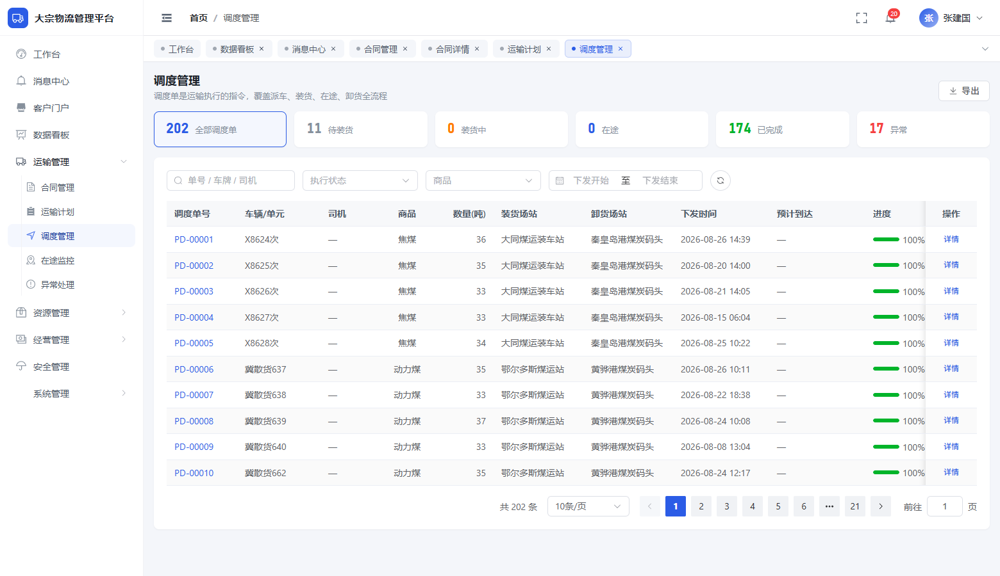 大宗物流管理平台
首页 / 调度管理
20
张 张建国
工作台
数据看板 ×
消息中心 ×
合同管理 ×
合同详情 ×
运输计划 ×
调度管理 ×
工作台
消息中心
客户门户
数据看板
运输管理
合同管理
运输计划
调度管理
在途监控
异常处理
资源管理
经营管理
安全管理
系统管理
调度管理
调度单是运输执行的指令，覆盖派车、装货、在途、卸货全流程
导出
202 全部调度单
11 待装货
0 装货中
0 在途
174 已完成
17 异常
单号 / 车牌 / 司机
执行状态
商品
下发开始 至 下发结束
调度单号 车辆/单元 司机 商品 数量(吨) 装货场站 卸货场站 下发时间 预计到达 进度 操作
PD-00001 X8624次 — 焦煤 36 大同煤运装车站 秦皇岛港煤炭码头 2026-08-26 14:39 — 100% 详情
PD-00002 X8625次 — 焦煤 35 大同煤运装车站 秦皇岛港煤炭码头 2026-08-20 14:00 — 100% 详情
PD-00003 X8626次 — 焦煤 33 大同煤运装车站 秦皇岛港煤炭码头 2026-08-21 14:05 — 100% 详情
PD-00004 X8627次 — 焦煤 33 大同煤运装车站 秦皇岛港煤炭码头 2026-08-15 06:04 — 100% 详情
PD-00005 X8628次 — 焦煤 34 大同煤运装车站 秦皇岛港煤炭码头 2026-08-25 10:22 — 100% 详情
PD-00006 冀散货637 — 动力煤 35 鄂尔多斯煤运站 黄骅港煤炭码头 2026-08-26 10:11 — 100% 详情
PD-00007 冀散货638 — 动力煤 33 鄂尔多斯煤运站 黄骅港煤炭码头 2026-08-22 18:38 — 100% 详情
PD-00008 冀散货639 — 动力煤 37 鄂尔多斯煤运站 黄骅港煤炭码头 2026-08-24 10:08 — 100% 详情
PD-00009 冀散货640 — 动力煤 33 鄂尔多斯煤运站 黄骅港煤炭码头 2026-08-08 13:04 — 100% 详情
PD-00010 冀散货662 — 动力煤 35 鄂尔多斯煤运站 黄骅港煤炭码头 2026-08-24 12:17 — 100% 详情
共 202 条 10条/页 1 2 3 4 5 6 ••• 21 前往 1 页